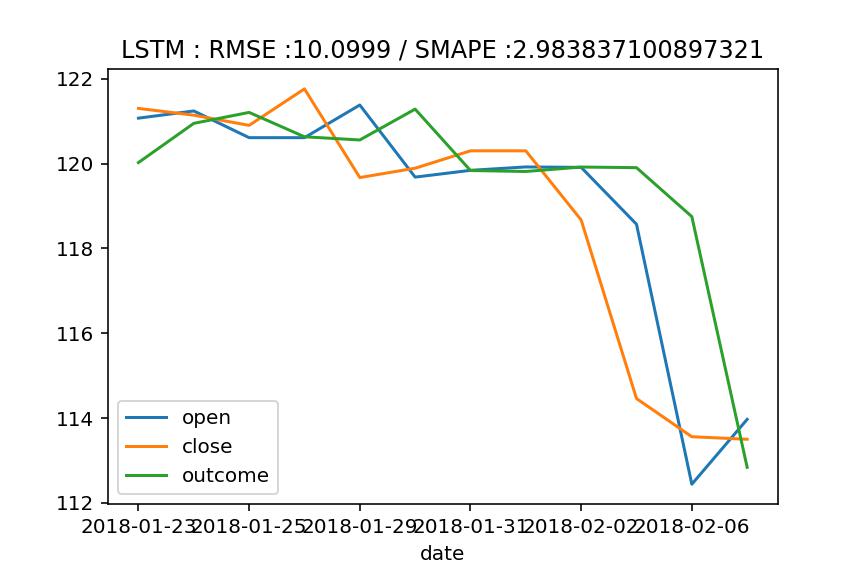 LSTM : RMSE :10.0999 / SMAPE :2.983837100897321
122
120
118
116
114
112
open
close
outcome
2018-01-23 2018-01-25 2018-01-29 2018-01-31 2018-02-02 2018-02-06
date